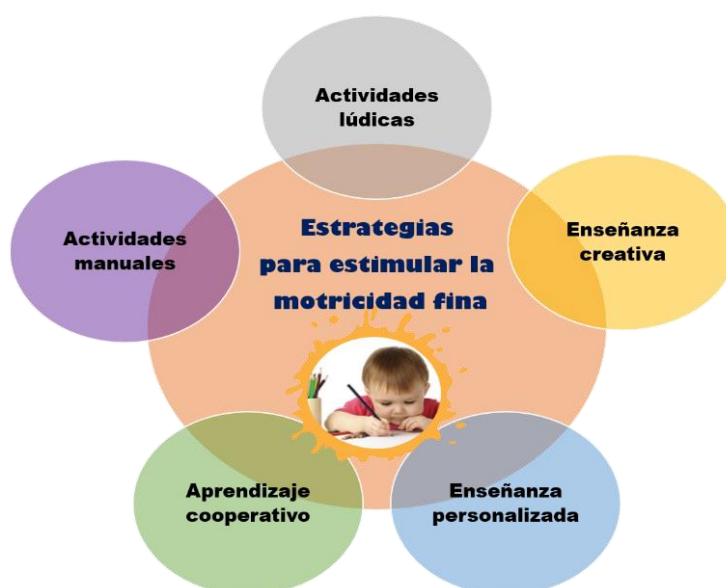 Actividades
lúdicas
Estrategias
para estimular la
motricidad fina
Actividades
manuales
Enseñanza
creativa
Aprendizaje
cooperativo
Enseñanza
personalizada